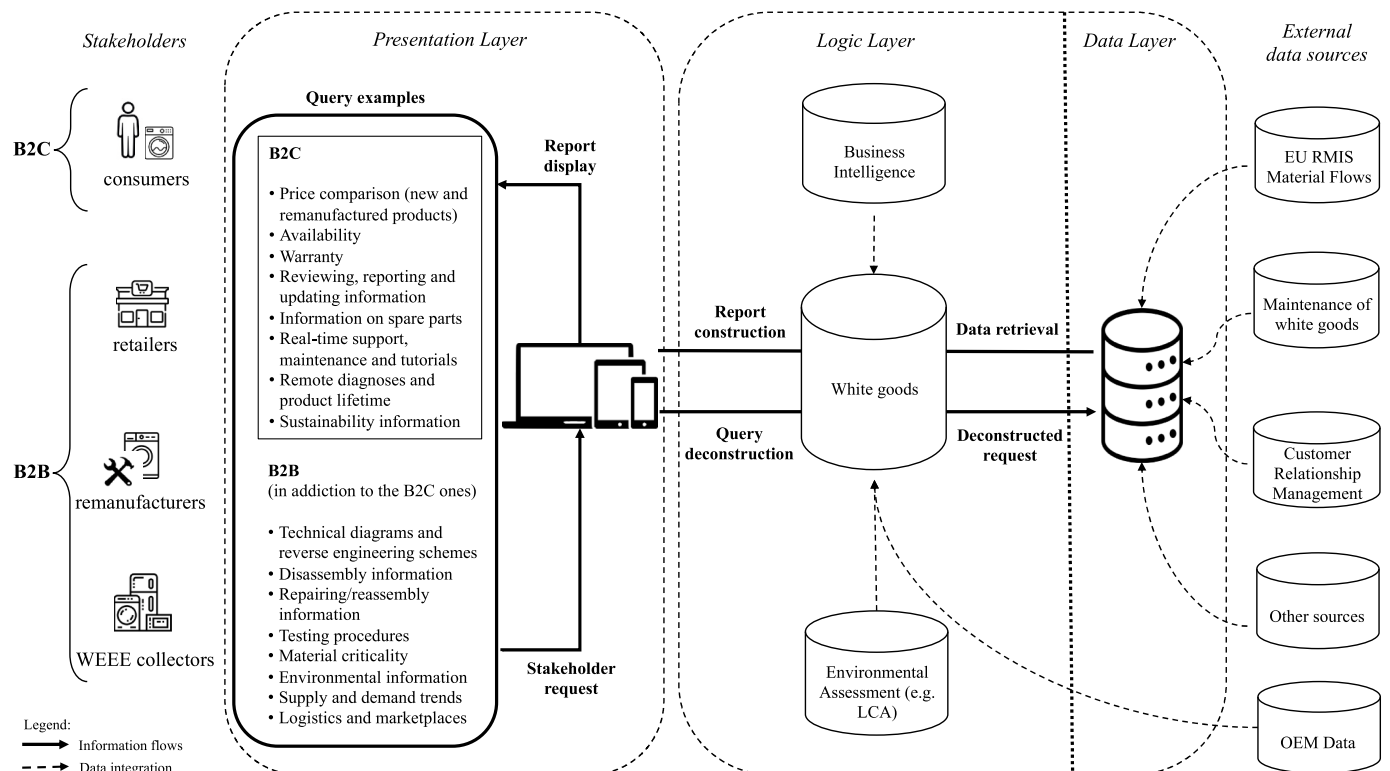 Stakeholders
Presentation Layer
Logic Layer
Data Layer
External
data sources
B2C
consumers
B2B
retailers
remanufacturers
WEEE collectors
Query examples
B2C
• Price comparison (new and
remanufactured products)
• Availability
• Warranty
• Reviewing, reporting and
updating information
• Information on spare parts
• Real-time support,
maintenance and tutorials
• Remote diagnoses and
product lifetime
• Sustainability information
B2B
(in addiction to the B2C ones)
• Technical diagrams and
reverse engineering schemes
• Disassembly information
• Repairing/reassembly
information
• Testing procedures
• Material criticality
• Environmental information
• Supply and demand trends
• Logistics and marketplaces
Report
display
Stakeholder
request
Report
construction
Query
deconstruction
Business
Intelligence
White goods
Environmental
Assessment (e.g.
LCA)
Data retrieval
Deconstructed
request
EU RMIS
Material Flows
Maintenance of
white goods
Customer
Relationship
Management
Other sources
OEM Data
Legend:
Information flows
Data integration